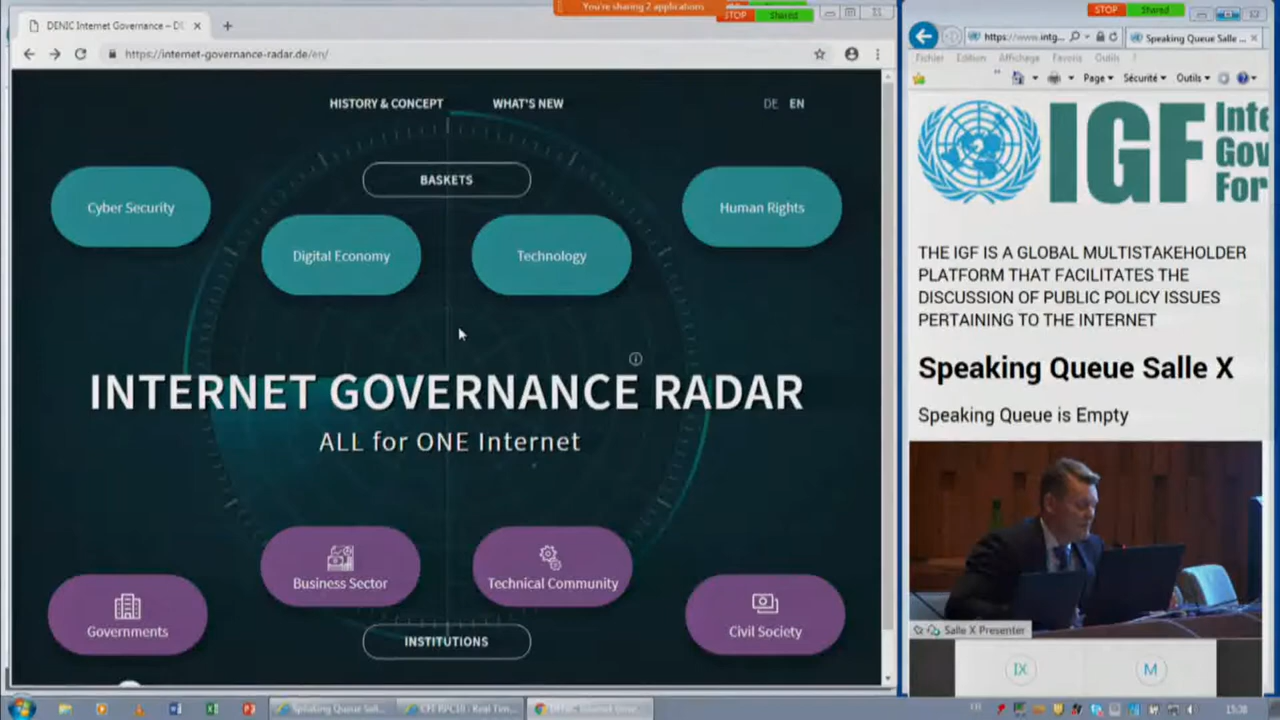 You're sharing 2 applications
STOP
Shared
DENIC Internet Governance – DE
https://internet-governance-radar.de/en/
HISTORY & CONCEPT
WHAT'S NEW
DE
EN
BASKETS
Cyber Security
Digital Economy
Technology
Human Rights
INTERNET GOVERNANCE RADAR
ALL for ONE Internet
Governments
Business Sector
Technical Community
Civil Society
INSTITUTIONS
STOP
Shared
https://www.intg...
Speaking Queue Salle ...
Fichier
Edition
Affichage
Favoris
Outils
?
Page
Sécurité
Outils
IGF
Inte
Gov
For
THE IGF IS A GLOBAL MULTISTAKEHOLDER
PLATFORM THAT FACILITATES THE
DISCUSSION OF PUBLIC POLICY ISSUES
PERTAINING TO THE INTERNET
Speaking Queue Salle X
Speaking Queue is Empty
Salle X Presenter
IX
M
Speaking Queue Sal...